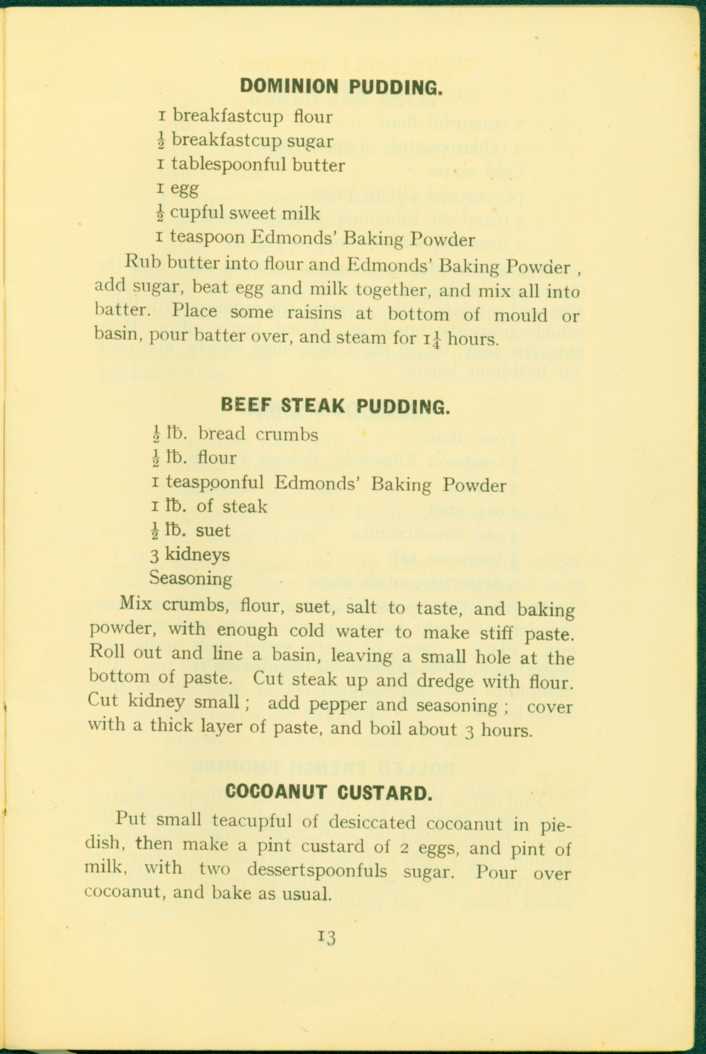 DOMINION PUDDING.
1 breakfastcup flour
½ breakfastcup sugar
1 tablespoonful butter
1 egg
½ cupful sweet milk
1 teaspoon Edmonds' Baking Powder
Rub butter into flour and Edmonds' Baking Powder ,
add sugar, beat egg and milk together, and mix all into
batter. Place some raisins at bottom of mould or
basin, pour batter over, and steam for 1¼ hours.
BEEF STEAK PUDDING.
½ lb. bread crumbs
½ lb. flour
1 teaspoonful Edmonds' Baking Powder
1 lb. of steak
½ lb. suet
3 kidneys
Seasoning
Mix crumbs, flour, suet, salt to taste, and baking
powder, with enough cold water to make stiff paste.
Roll out and line a basin, leaving a small hole at the
bottom of paste. Cut steak up and dredge with flour.
Cut kidney small ; add pepper and seasoning ; cover
with a thick layer of paste, and boil about 3 hours.
COCOANUT CUSTARD.
Put small teacupful of desiccated cocoanut in pie-
dish, then make a pint custard of 2 eggs, and pint of
milk, with two dessertspoonfuls sugar. Pour over
cocoanut, and bake as usual.
13